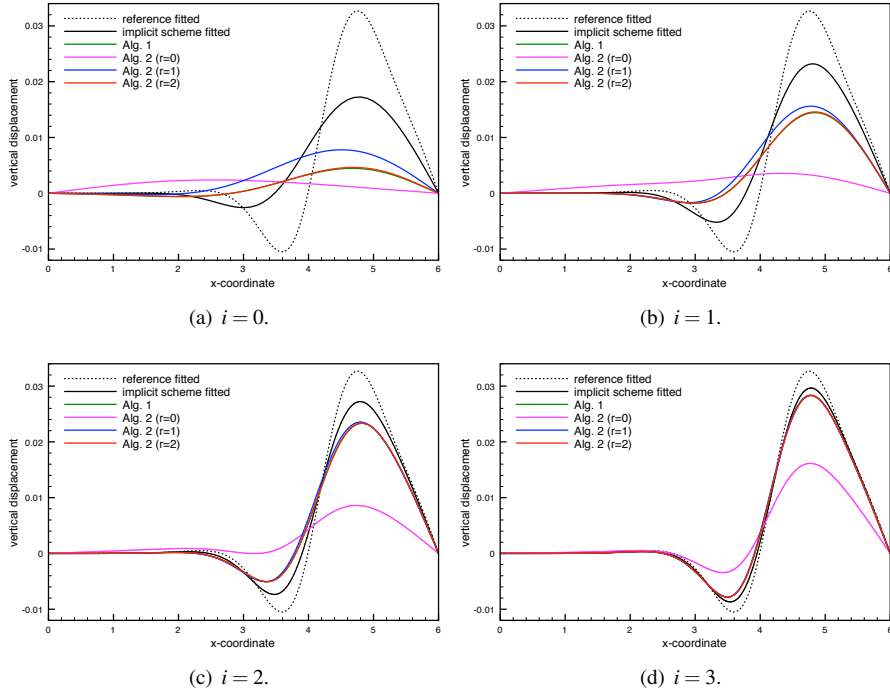 reference fitted
implicit scheme fitted
Alg. 1
Alg. 2 (r=0)
Alg. 2 (r=1)
Alg. 2 (r=2)
vertical displacement
0.03
0.02
0.01
0
-0.01
0 1 2 3 4 5 6
x-coordinate
(a) i = 0.
reference fitted
implicit scheme fitted
Alg. 1
Alg. 2 (r=0)
Alg. 2 (r=1)
Alg. 2 (r=2)
vertical displacement
0.03
0.02
0.01
0
-0.01
0 1 2 3 4 5 6
x-coordinate
(b) i = 1.
reference fitted
implicit scheme fitted
Alg. 1
Alg. 2 (r=0)
Alg. 2 (r=1)
Alg. 2 (r=2)
vertical displacement
0.03
0.02
0.01
0
-0.01
0 1 2 3 4 5 6
x-coordinate
(c) i = 2.
reference fitted
implicit scheme fitted
Alg. 1
Alg. 2 (r=0)
Alg. 2 (r=1)
Alg. 2 (r=2)
vertical displacement
0.03
0.02
0.01
0
-0.01
0 1 2 3 4 5 6
x-coordinate
(d) i = 3.